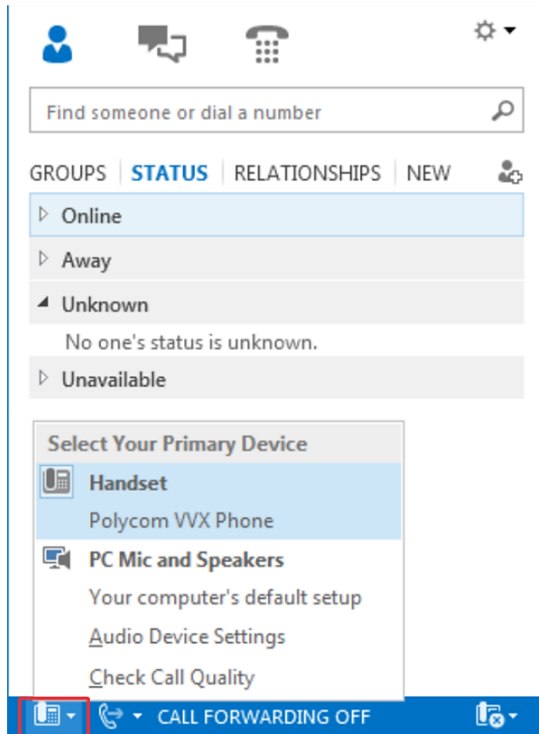 Find someone or dial a number
GROUPS STATUS RELATIONSHIPS NEW
Online
Away
Unknown
No one's status is unknown.
Unavailable
Select Your Primary Device
Handset
Polycom VVX Phone
PC Mic and Speakers
Your computer's default setup
Audio Device Settings
Check Call Quality
CALL FORWARDING OFF